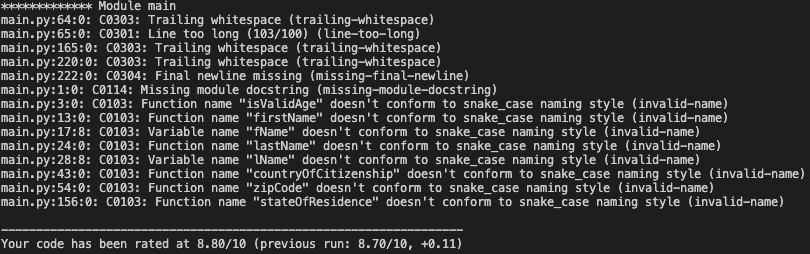 ************* Module main
main.py:64:0: C0303: Trailing whitespace (trailing-whitespace)
main.py:65:0: C0301: Line too long (103/100) (line-too-long)
main.py:165:0: C0303: Trailing whitespace (trailing-whitespace)
main.py:220:0: C0303: Trailing whitespace (trailing-whitespace)
main.py:222:0: C0304: Final newline missing (missing-final-newline)
main.py:1:0: C0114: Missing module docstring (missing-module-docstring)
main.py:3:0: C0103: Function name "isValidAge" doesn't conform to snake_case naming style (invalid-name)
main.py:13:0: C0103: Function name "firstName" doesn't conform to snake_case naming style (invalid-name)
main.py:17:8: C0103: Variable name "fName" doesn't conform to snake_case naming style (invalid-name)
main.py:24:0: C0103: Function name "lastName" doesn't conform to snake_case naming style (invalid-name)
main.py:28:8: C0103: Variable name "lName" doesn't conform to snake_case naming style (invalid-name)
main.py:43:0: C0103: Function name "countryOfCitizenship" doesn't conform to snake_case naming style (invalid-name)
main.py:54:0: C0103: Function name "zipCode" doesn't conform to snake_case naming style (invalid-name)
main.py:156:0: C0103: Function name "stateOfResidence" doesn't conform to snake_case naming style (invalid-name)
------------------------------------------------------------------
Your code has been rated at 8.80/10 (previous run: 8.70/10, +0.11)